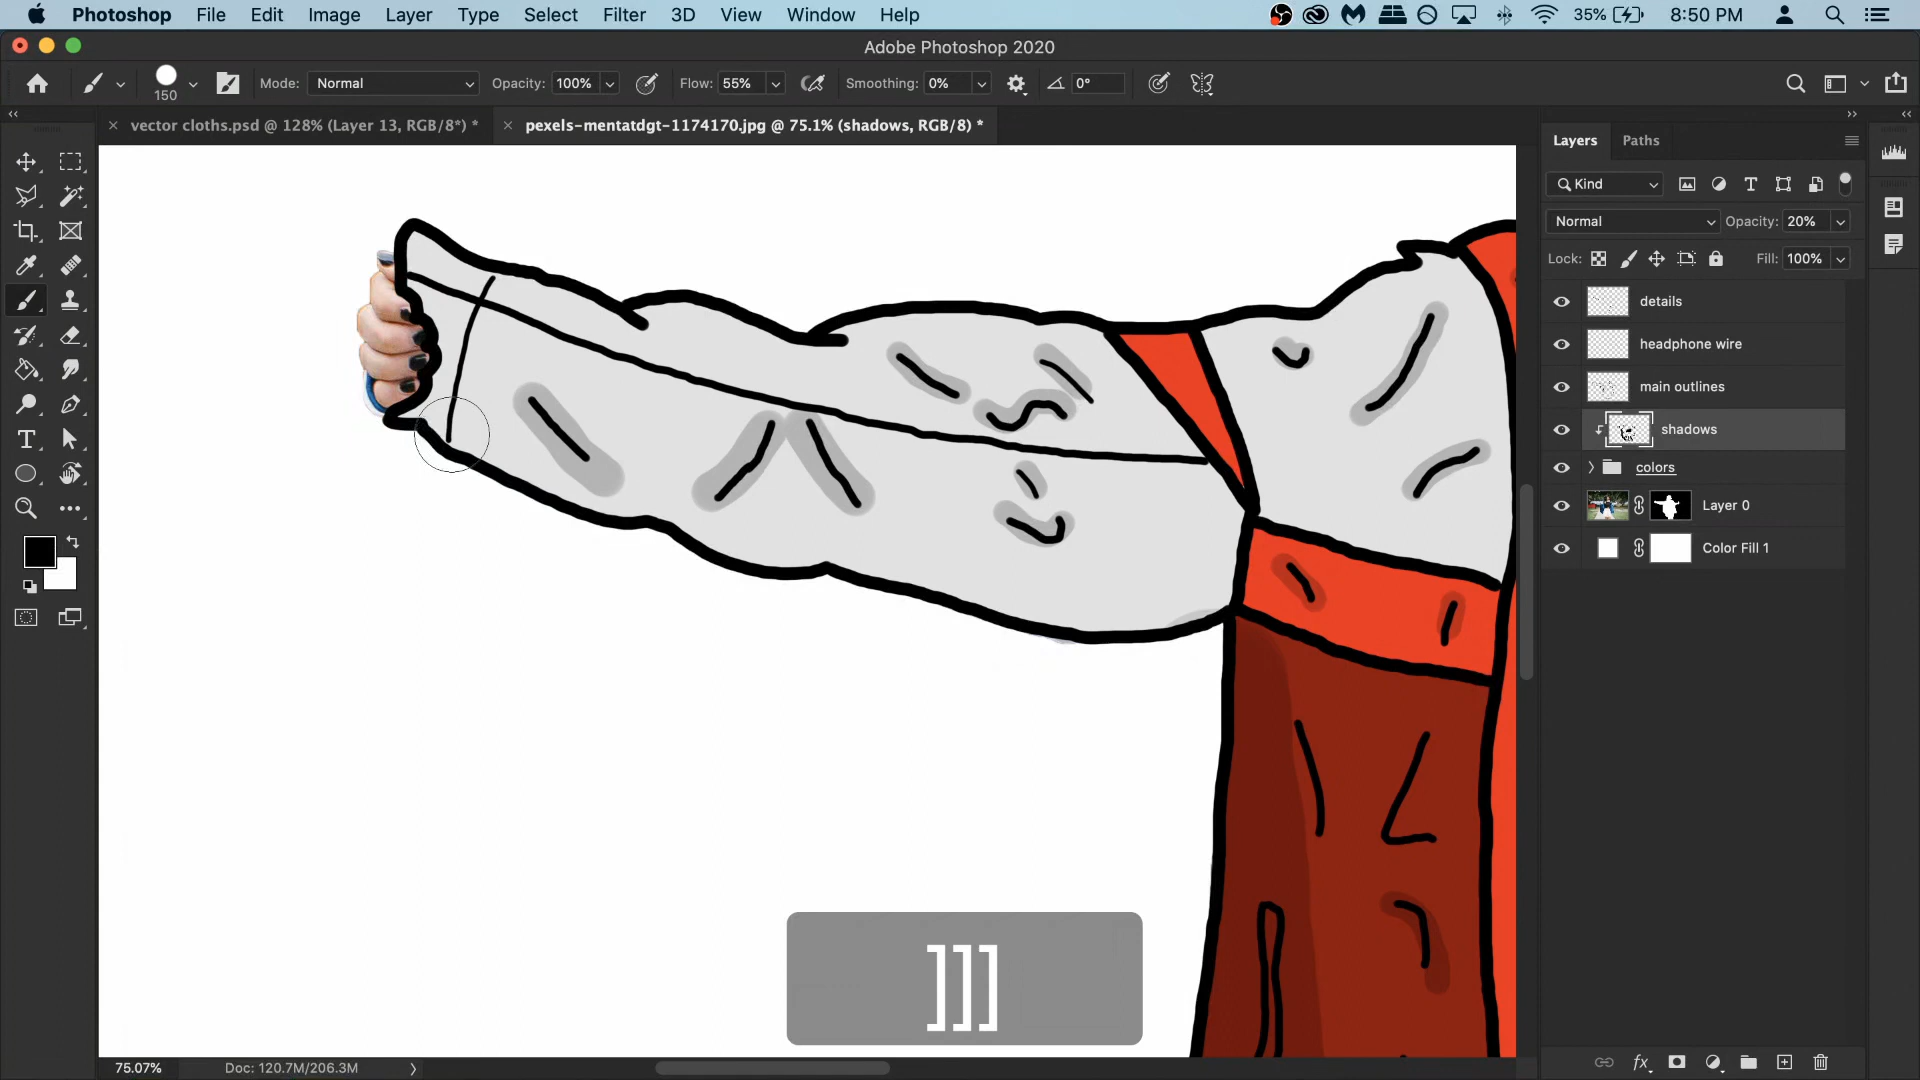 Photoshop File Edit Image Layer Type Select Filter 3D View Window Help 35% 8:50 PM
Adobe Photoshop 2020
150 Mode: Normal Opacity: 100% Flow: 55% Smoothing: 0% 0°
vector cloths.psd @ 128% (Layer 13, RGB/8*) * pexels-mentatdgt-1174170.jpg @ 75.1% (shadows, RGB/8) *
Layers Paths
Kind
Normal Opacity: 20%
Lock: Fill: 100%
details
headphone wire
main outlines
shadows
colors
Layer 0
Color Fill 1
]]]
75.07% Doc: 120.7M/206.3M
fx